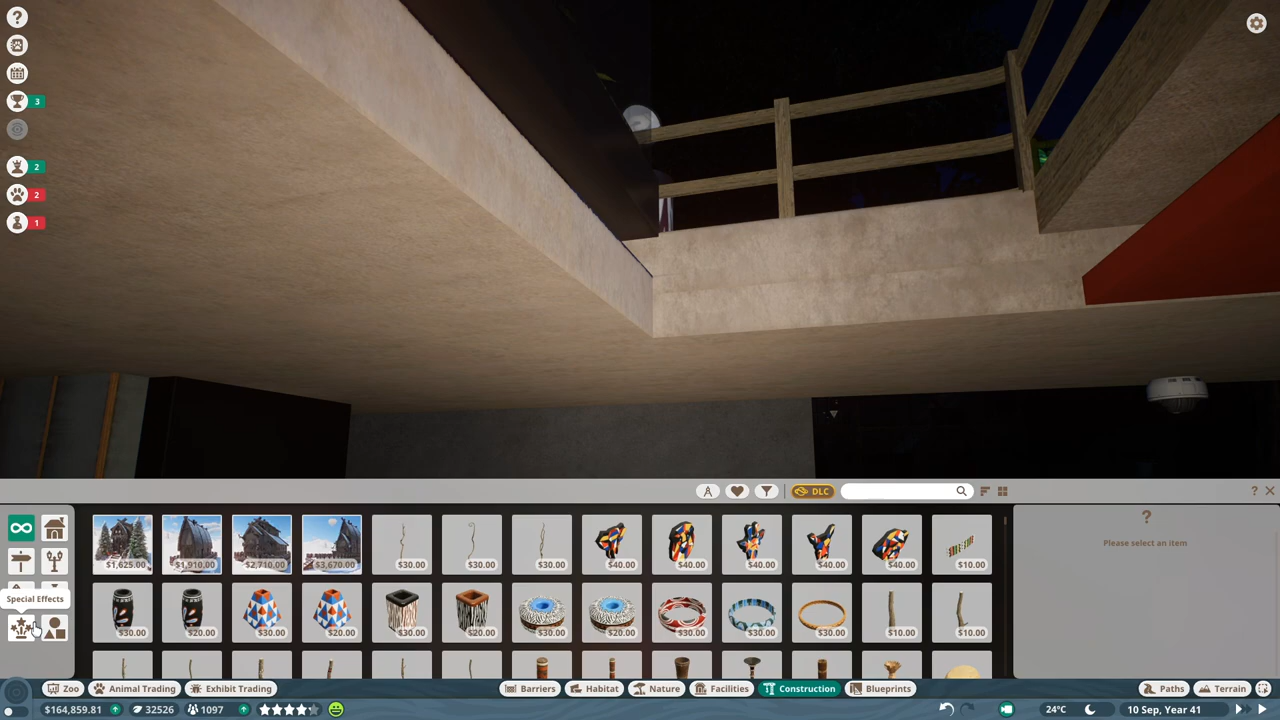 3
2
2
1
DLC
$1,625.00
$1,910.00
$2,710.00
$3,670.00
$30.00
$30.00
$30.00
$40.00
$40.00
$40.00
$40.00
$40.00
$10.00
Special Effects
$30.00
$20.00
$30.00
$20.00
$30.00
$20.00
$30.00
$20.00
$30.00
$30.00
$30.00
$10.00
$10.00
?
Please select an item
Zoo
Animal Trading
Exhibit Trading
Barriers
Habitat
Nature
Facilities
Construction
Blueprints
Paths
Terrain
$164,859.81
32526
1097
24°C
10 Sep, Year 41